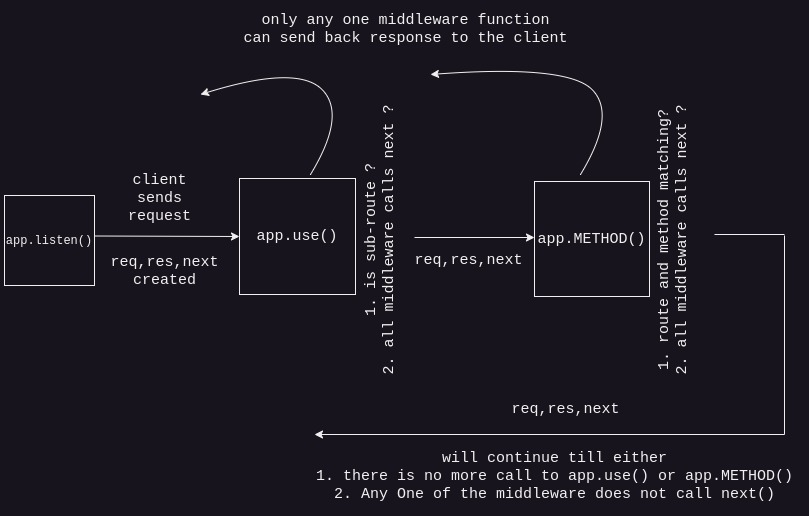 only any one middleware function
can send back response to the client
client
sends
request
app.listen()
req,res,next
created
app.use()
1. is sub-route ?
2. all middleware calls next ?
req,res,next
app.METHOD()
1. route and method matching?
2. all middleware calls next ?
req,res,next
will continue till either
1. there is no more call to app.use() or app.METHOD()
2. Any One of the middleware does not call next()